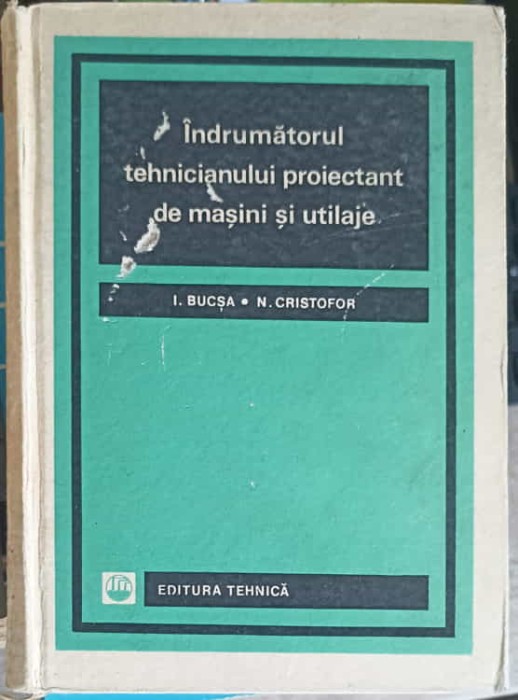 Îndrumătorul
tehnicianului proiectant
de mașini și utilaje
I. BUCȘA • N. CRISTOFOR
EDITURA TEHNICĂ